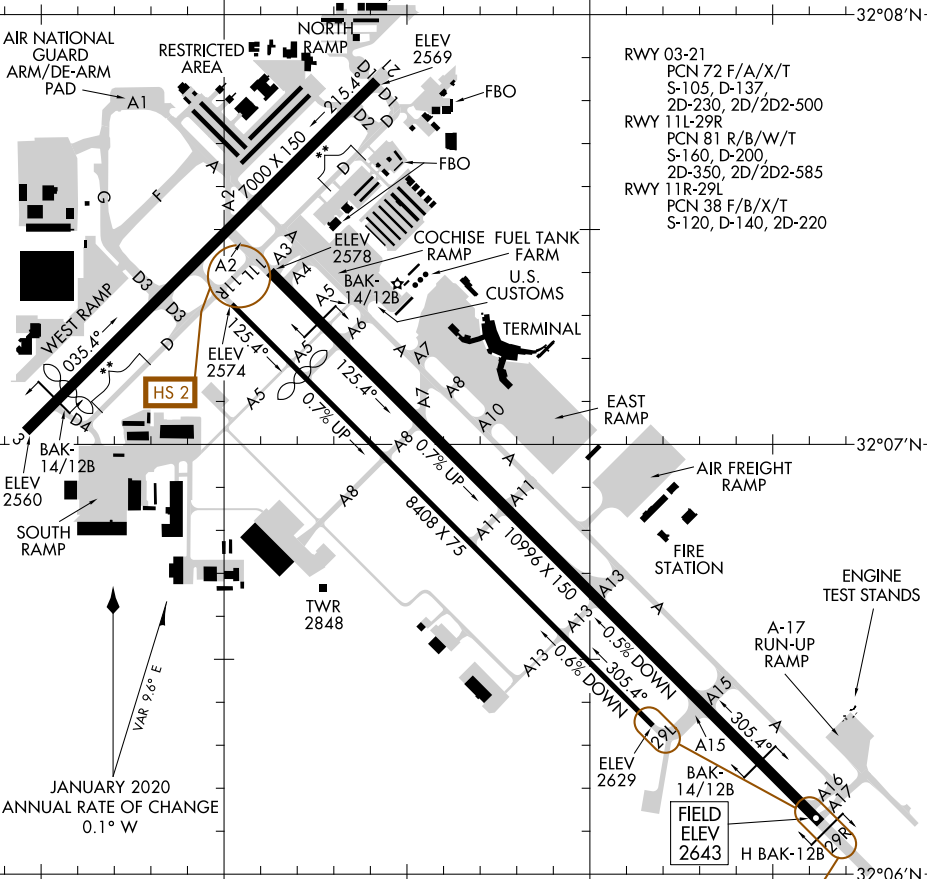 32°08'N
AIR NATIONAL
GUARD
ARM/DE-ARM
PAD
A1
RESTRICTED
AREA
NORTH
RAMP
ELEV
2569
21
D1
D1
D2
D
FBO
FBO
RWY 03-21
PCN 72 F/A/X/T
S-105, D-137,
2D-230, 2D/2D2-500
RWY 11L-29R
PCN 81 R/B/W/T
S-160, D-200,
2D-350, 2D/2D2-585
RWY 11R-29L
PCN 38 F/B/X/T
S-120, D-140, 2D-220
215.4°
7000 X 150
**
D
A
A2
F
G
A2
A3
A
A4
ELEV
2578
COCHISE
RAMP
FUEL TANK
FARM
BAK-
14/12B
U.S.
CUSTOMS
TERMINAL
11L
11R
A5
A6
A
A7
A7
A8
A10
D3
D3
D
WEST RAMP
035.4°
**
HS 2
ELEV
2574
125.4°
0.7% UP
125.4°
0.7% UP
A5
A5
D4
3
BAK-
14/12B
ELEV
2560
SOUTH
RAMP
EAST
RAMP
32°07'N
AIR FREIGHT
RAMP
A8
A8
A
A11
A11
8408 X 75
10996 X 150
FIRE
STATION
TWR
2848
ENGINE
TEST STANDS
A-17
RUN-UP
RAMP
A13
A13
A13
A
0.5% DOWN
305.4°
0.6% DOWN
VAR 9.6° E
JANUARY 2020
ANNUAL RATE OF CHANGE
0.1° W
29L
ELEV
2629
A15
A15
305.4°
A
BAK-
14/12B
FIELD
ELEV
2643
A16
A17
29R
H BAK-12B
32°06'N